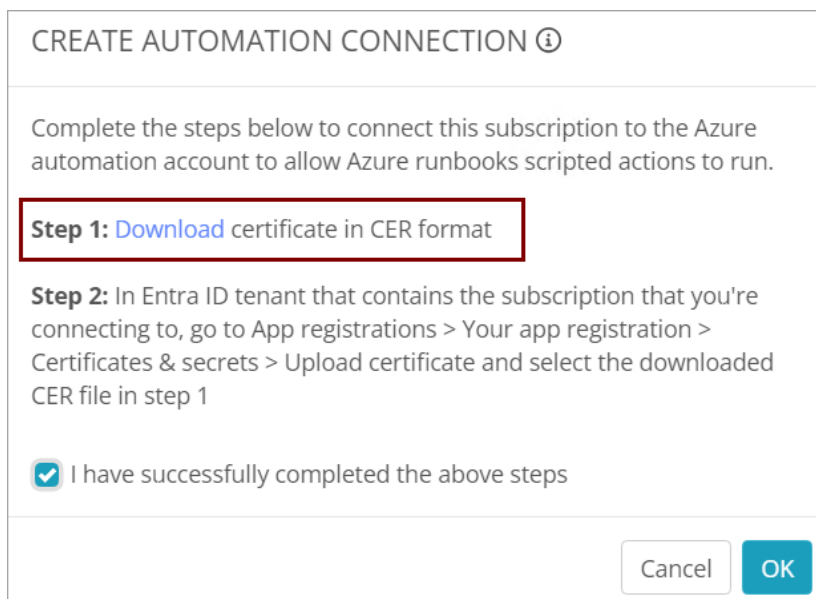 CREATE AUTOMATION CONNECTION
Complete the steps below to connect this subscription to the Azure
automation account to allow Azure runbooks scripted actions to run.
Step 1: Download certificate in CER format
Step 2: In Entra ID tenant that contains the subscription that you're
connecting to, go to App registrations > Your app registration >
Certificates & secrets > Upload certificate and select the downloaded
CER file in step 1
I have successfully completed the above steps
Cancel
OK